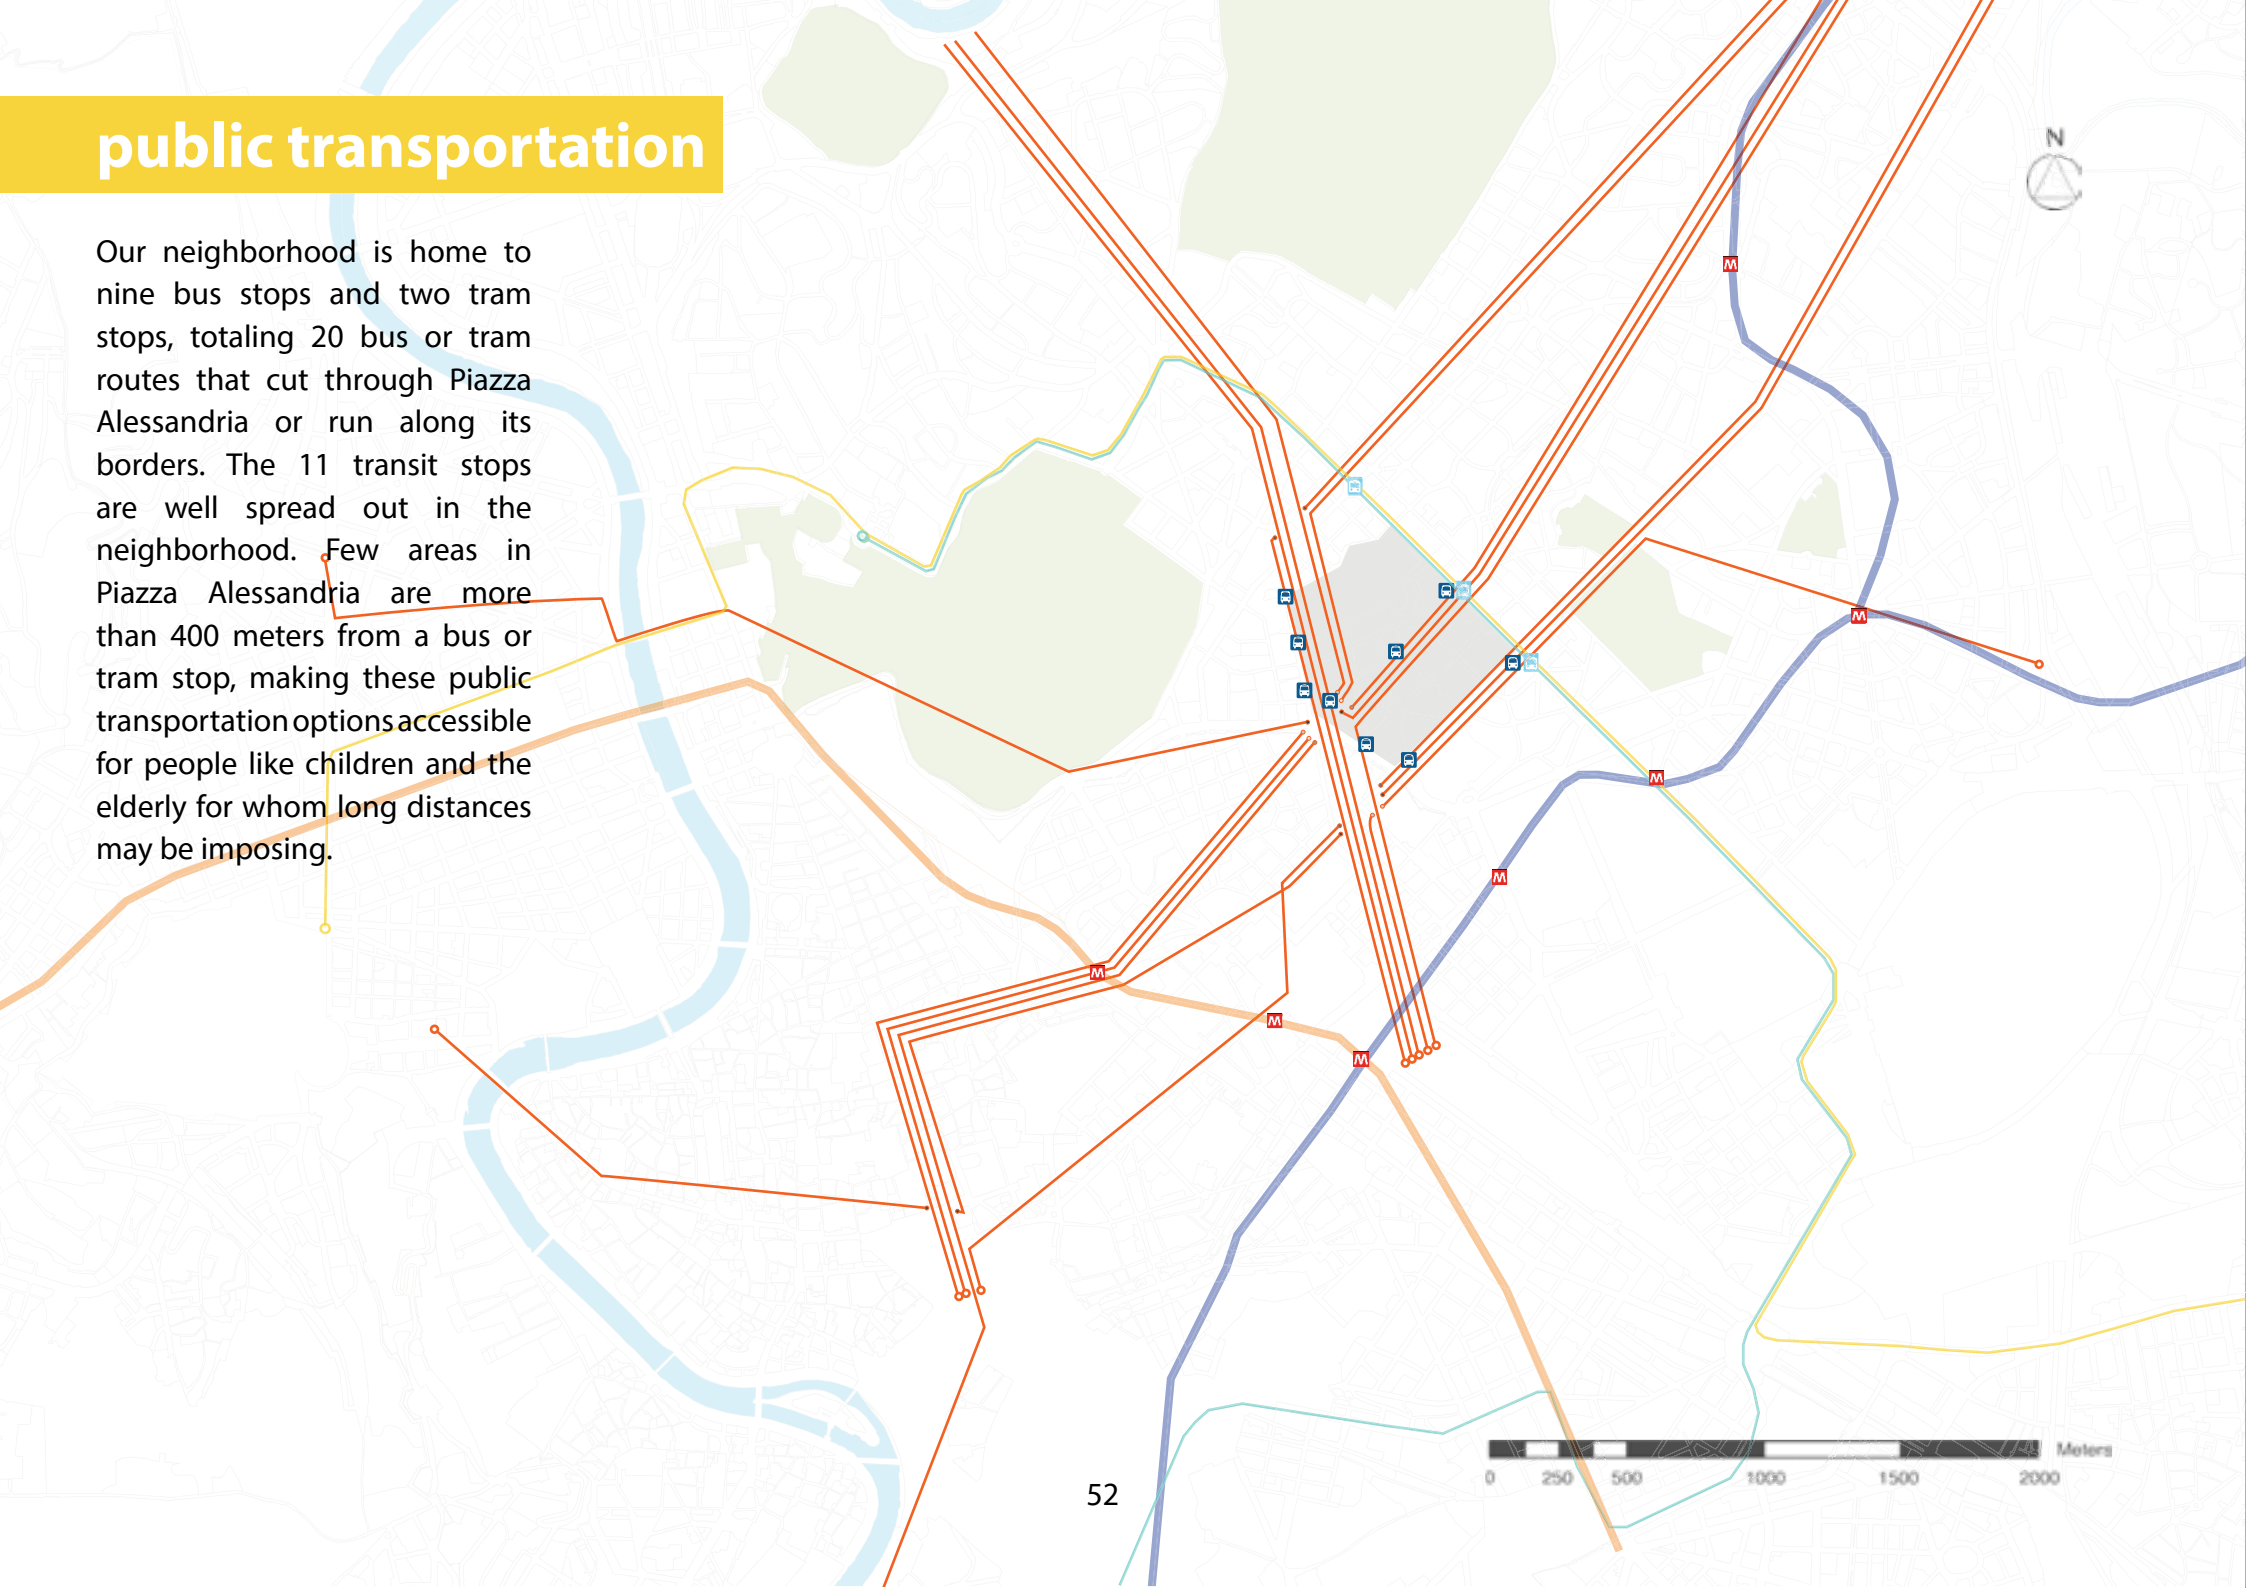 public transportation
Our neighborhood is home to
nine bus stops and two tram
stops, totaling 20 bus or tram
routes that cut through Piazza
Alessandria or run along its
borders. The 11 transit stops
are well spread out in the
neighborhood. Few areas in
Piazza Alessandria are more
than 400 meters from a bus or
tram stop, making these public
transportation options accessible
for people like children and the
elderly for whom long distances
may be imposing.
N
M
M
M
M
M
M
M
Meters
0 250 500 1000 1500 2000
52